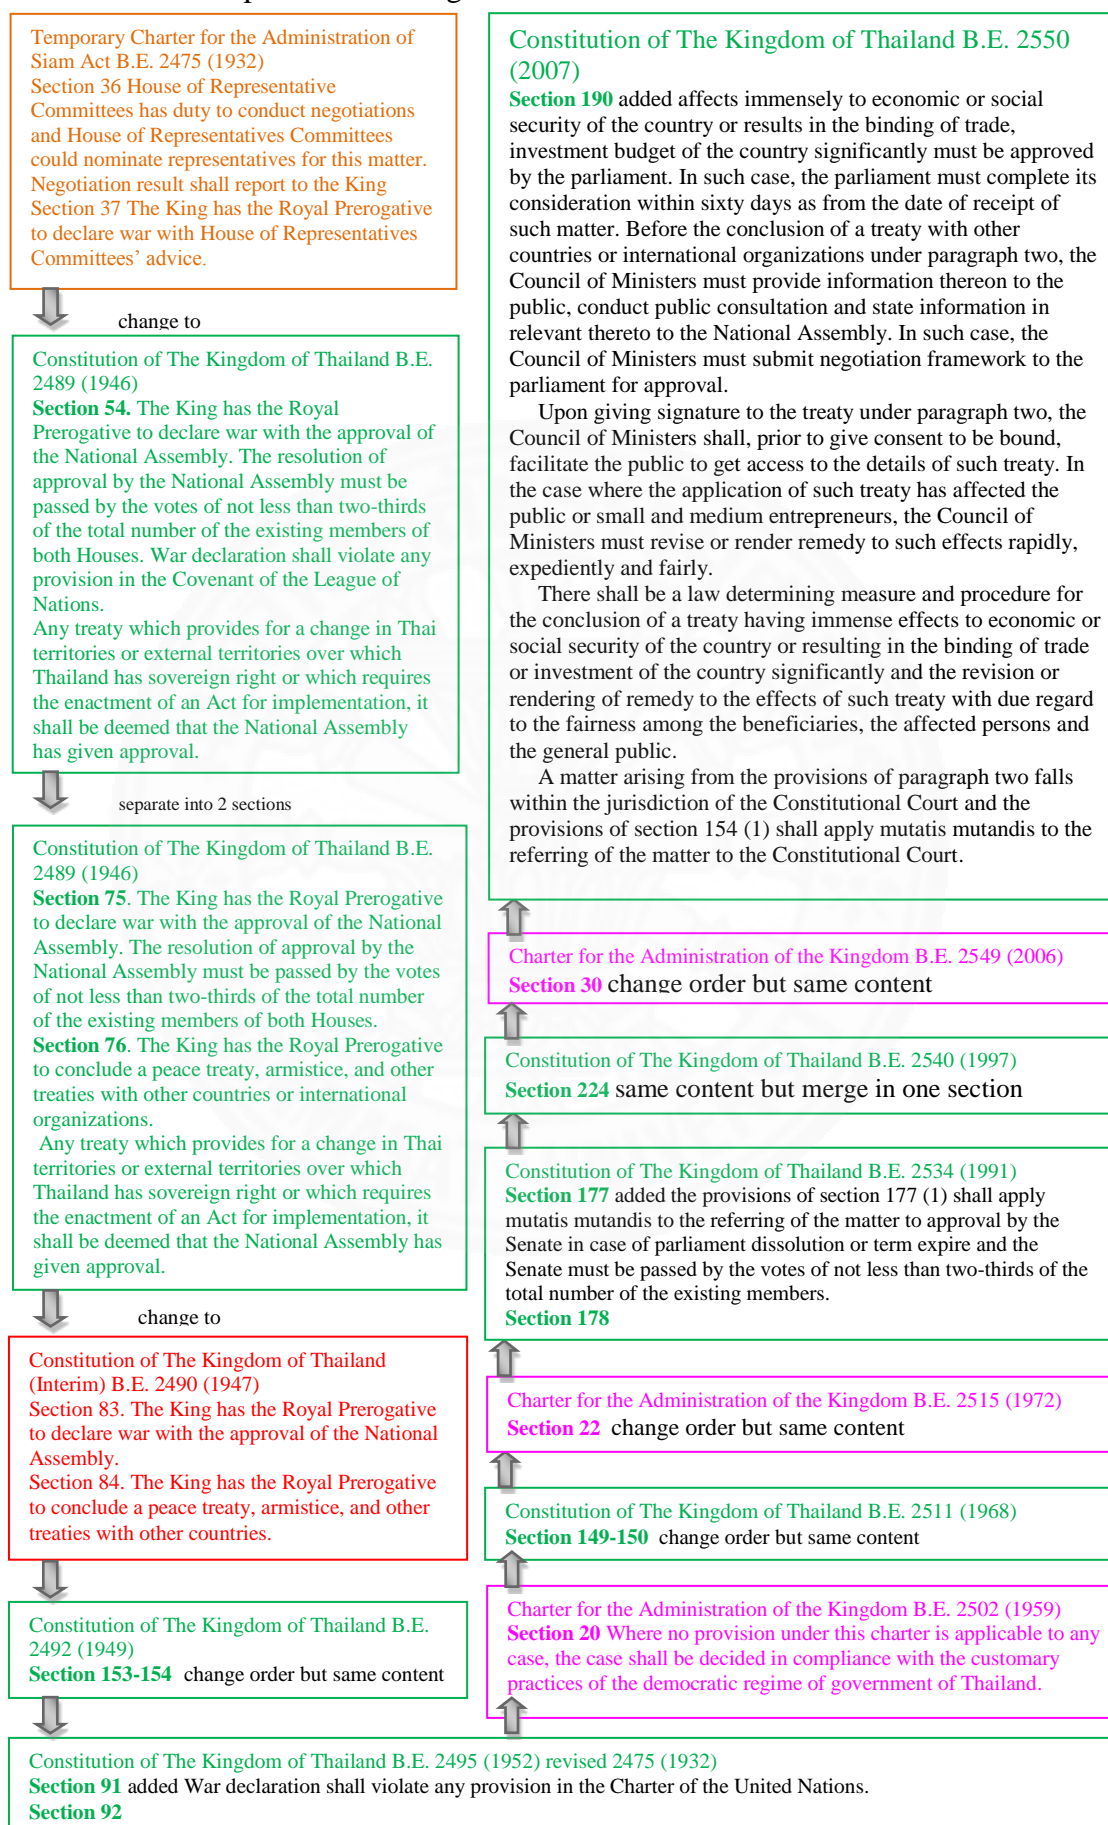 Temporary Charter for the Administration of
Siam Act B.E. 2475 (1932)
Section 36 House of Representative
Committees has duty to conduct negotiations
and House of Representatives Committees
could nominate representatives for this matter.
Negotiation result shall report to the King
Section 37 The King has the Royal Prerogative
to declare war with House of Representatives
Committees' advice.
change to
Constitution of The Kingdom of Thailand B.E.
2489 (1946)
Section 54. The King has the Royal
Prerogative to declare war with the approval of
the National Assembly. The resolution of
approval by the National Assembly must be
passed by the votes of not less than two-thirds
of the total number of the existing members of
both Houses. War declaration shall violate any
provision in the Covenant of the League of
Nations.
Any treaty which provides for a change in Thai
territories or external territories over which
Thailand has sovereign right or which requires
the enactment of an Act for implementation, it
shall be deemed that the National Assembly
has given approval.
separate into 2 sections
Constitution of The Kingdom of Thailand B.E.
2489 (1946)
Section 75. The King has the Royal Prerogative
to declare war with the approval of the National
Assembly. The resolution of approval by the
National Assembly must be passed by the votes
of not less than two-thirds of the total number
of the existing members of both Houses.
Section 76. The King has the Royal Prerogative
to conclude a peace treaty, armistice, and other
treaties with other countries or international
organizations.
Any treaty which provides for a change in Thai
territories or external territories over which
Thailand has sovereign right or which requires
the enactment of an Act for implementation, it
shall be deemed that the National Assembly has
given approval.
change to
Constitution of The Kingdom of Thailand
(Interim) B.E. 2490 (1947)
Section 83. The King has the Royal Prerogative
to declare war with the approval of the National
Assembly.
Section 84. The King has the Royal Prerogative
to conclude a peace treaty, armistice, and other
treaties with other countries.
Constitution of The Kingdom of Thailand B.E.
2492 (1949)
Section 153-154 change order but same content
Constitution of The Kingdom of Thailand B.E. 2495 (1952) revised 2475 (1932)
Section 91 added War declaration shall violate any provision in the Charter of the United Nations.
Section 92
Charter for the Administration of the Kingdom B.E. 2502 (1959)
Section 20 Where no provision under this charter is applicable to any
case, the case shall be decided in compliance with the customary
practices of the democratic regime of government of Thailand.
Constitution of The Kingdom of Thailand B.E. 2511 (1968)
Section 149-150 change order but same content
Charter for the Administration of the Kingdom B.E. 2515 (1972)
Section 22 change order but same content
Constitution of The Kingdom of Thailand B.E. 2534 (1991)
Section 177 added the provisions of section 177 (1) shall apply
mutatis mutandis to the referring of the matter to approval by the
Senate in case of parliament dissolution or term expire and the
Senate must be passed by the votes of not less than two-thirds of the
total number of the existing members.
Section 178
Constitution of The Kingdom of Thailand B.E. 2540 (1997)
Section 224 same content but merge in one section
Charter for the Administration of the Kingdom B.E. 2549 (2006)
Section 30 change order but same content
Constitution of The Kingdom of Thailand B.E. 2550
(2007)
Section 190 added affects immensely to economic or social
security of the country or results in the binding of trade,
investment budget of the country significantly must be approved
by the parliament. In such case, the parliament must complete its
consideration within sixty days as from the date of receipt of
such matter. Before the conclusion of a treaty with other
countries or international organizations under paragraph two, the
Council of Ministers must provide information thereon to the
public, conduct public consultation and state information in
relevant thereto to the National Assembly. In such case, the
Council of Ministers must submit negotiation framework to the
parliament for approval.
Upon giving signature to the treaty under paragraph two, the
Council of Ministers shall, prior to give consent to be bound,
facilitate the public to get access to the details of such treaty. In
the case where the application of such treaty has affected the
public or small and medium entrepreneurs, the Council of
Ministers must revise or render remedy to such effects rapidly,
expediently and fairly.
There shall be a law determining measure and procedure for
the conclusion of a treaty having immense effects to economic or
social security of the country or resulting in the binding of trade
or investment of the country significantly and the revision or
rendering of remedy to the effects of such treaty with due regard
to the fairness among the beneficiaries, the affected persons and
the general public.
A matter arising from the provisions of paragraph two falls
within the jurisdiction of the Constitutional Court and the
provisions of section 154 (1) shall apply mutatis mutandis to the
referring of the matter to the Constitutional Court.